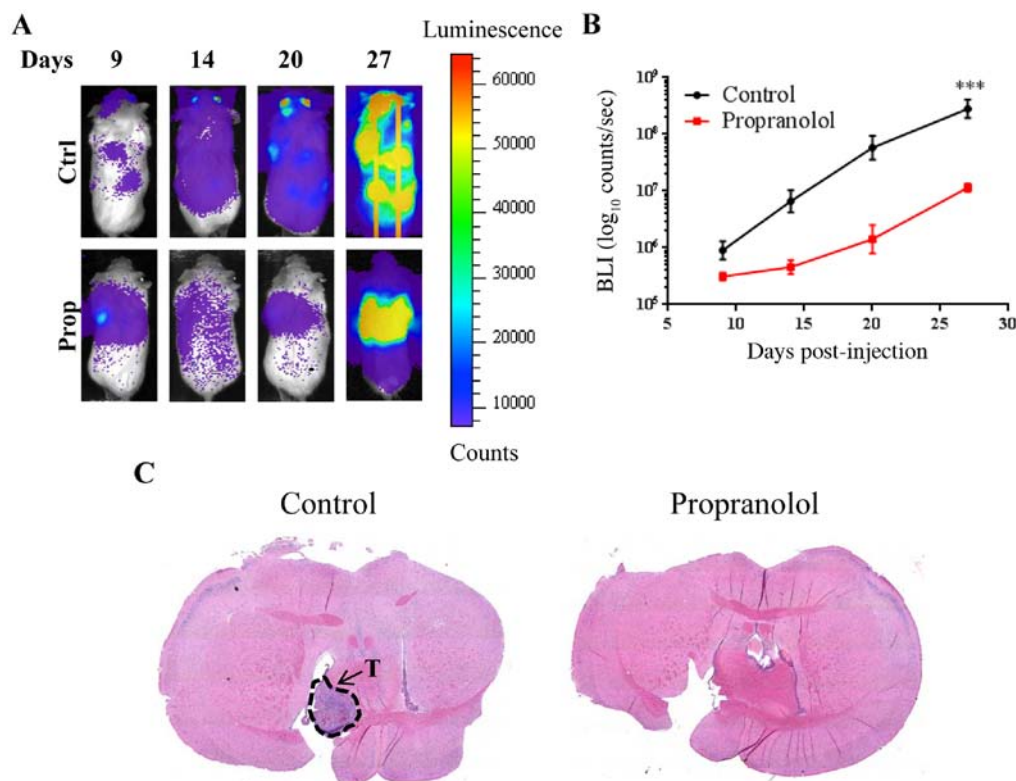 A
Luminescence
Days 9 14 20 27
Ctrl
Prop
60000
50000
40000
30000
20000
10000
Counts
B
BLI (log10 counts/sec)
10⁹
10⁸
10⁷
10⁶
10⁵
Control
Propranolol
***
5 10 15 20 25 30
Days post-injection
C
Control
Propranolol
T